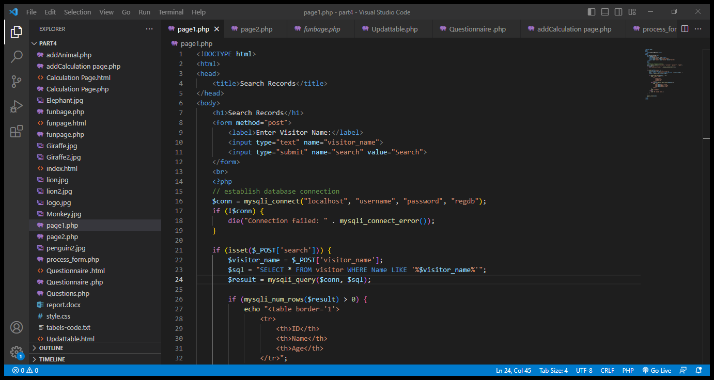 File Edit Selection View Go Run Terminal Help
page1.php - part4 - Visual Studio Code
EXPLORER
PART4
addAnimal.php
addCalculation page.php
Calculation Page.html
Calculation Page.php
Elephant.jpg
funbage.php
funpage.html
funpage.php
Giraffe.jpg
Giraffe2.jpg
index.html
lion.jpg
lion2.jpg
logo.jpg
Monkey.jpg
page1.php
page2.php
penguin2.jpg
process_form.php
Questionnaire .html
Questionnaire .php
Questions.php
report.docx
style.css
tabels-code.txt
Updattable.html
OUTLINE
TIMELINE
page1.php page2.php funbage.php Updattable.php Questionnaire .php addCalculation page.php process_form.php
page1.php
1 <!DOCTYPE html>
2 <html>
3 <head>
4 <title>Search Records</title>
5 </head>
6 <body>
7 <h1>Search Records</h1>
8 <form method="post">
9 <label>Enter Visitor Name:</label>
10 <input type="text" name="visitor_name">
11 <input type="submit" name="search" value="Search">
12 </form>
13 <br>
14 <?php
15 // establish database connection
16 $conn = mysqli_connect("localhost", "username", "password", "regdb");
17 if (!$conn) {
18 die("Connection failed: " . mysqli_connect_error());
19 }
20
21 if (isset($_POST['search'])) {
22 $visitor_name = $_POST['visitor_name'];
23 $sql = "SELECT * FROM visitor WHERE Name LIKE '%$visitor_name%'";
24 $result = mysqli_query($conn, $sql);
25
26 if (mysqli_num_rows($result) > 0) {
27 echo "<table border='1'>
28 <tr>
29 <th>ID</th>
30 <th>Name</th>
31 <th>Age</th>
32 </tr>";
0 0
Ln 24, Col 45 Tab Size: 4 UTF-8 CRLF PHP Go Live